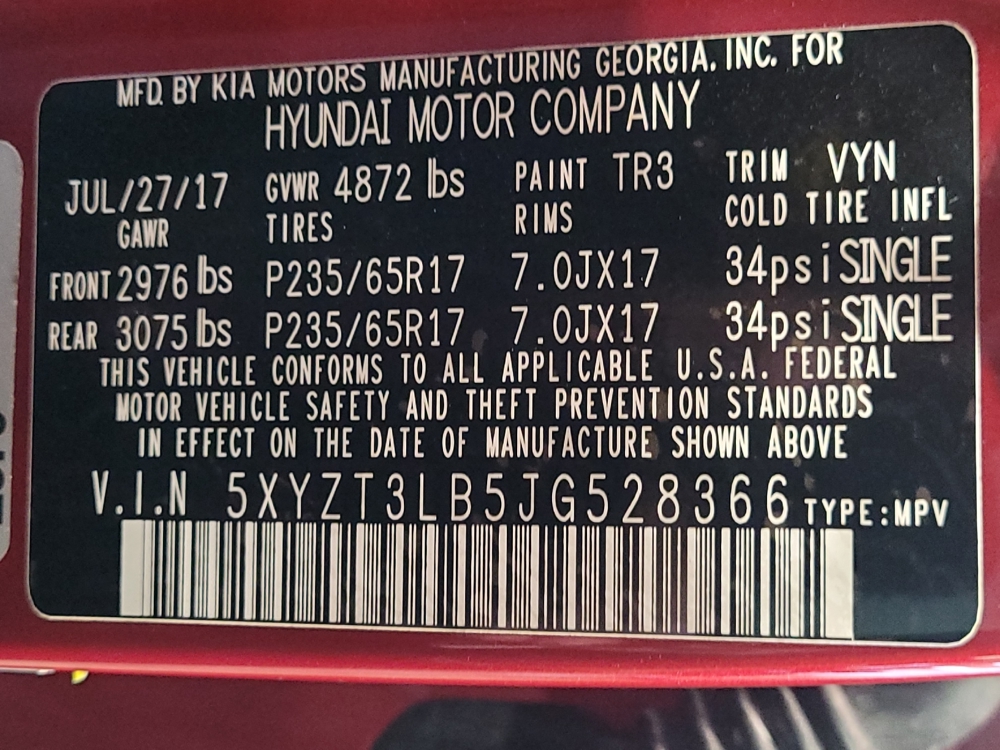 MFD. BY KIA MOTORS MANUFACTURING GEORGIA. INC. FOR
HYUNDAI MOTOR COMPANY
JUL/27/17 GVWR 4872 lbs PAINT TR3 TRIM VYN
GAWR TIRES RIMS COLD TIRE INFL
FRONT 2976 lbs P235/65R17 7.0JX17 34psi SINGLE
REAR 3075 lbs P235/65R17 7.0JX17 34psi SINGLE
THIS VEHICLE CONFORMS TO ALL APPLICABLE U.S.A. FEDERAL
MOTOR VEHICLE SAFETY AND THEFT PREVENTION STANDARDS
IN EFFECT ON THE DATE OF MANUFACTURE SHOWN ABOVE
V.I.N 5XYZT3LB5JG528366 TYPE:MPV